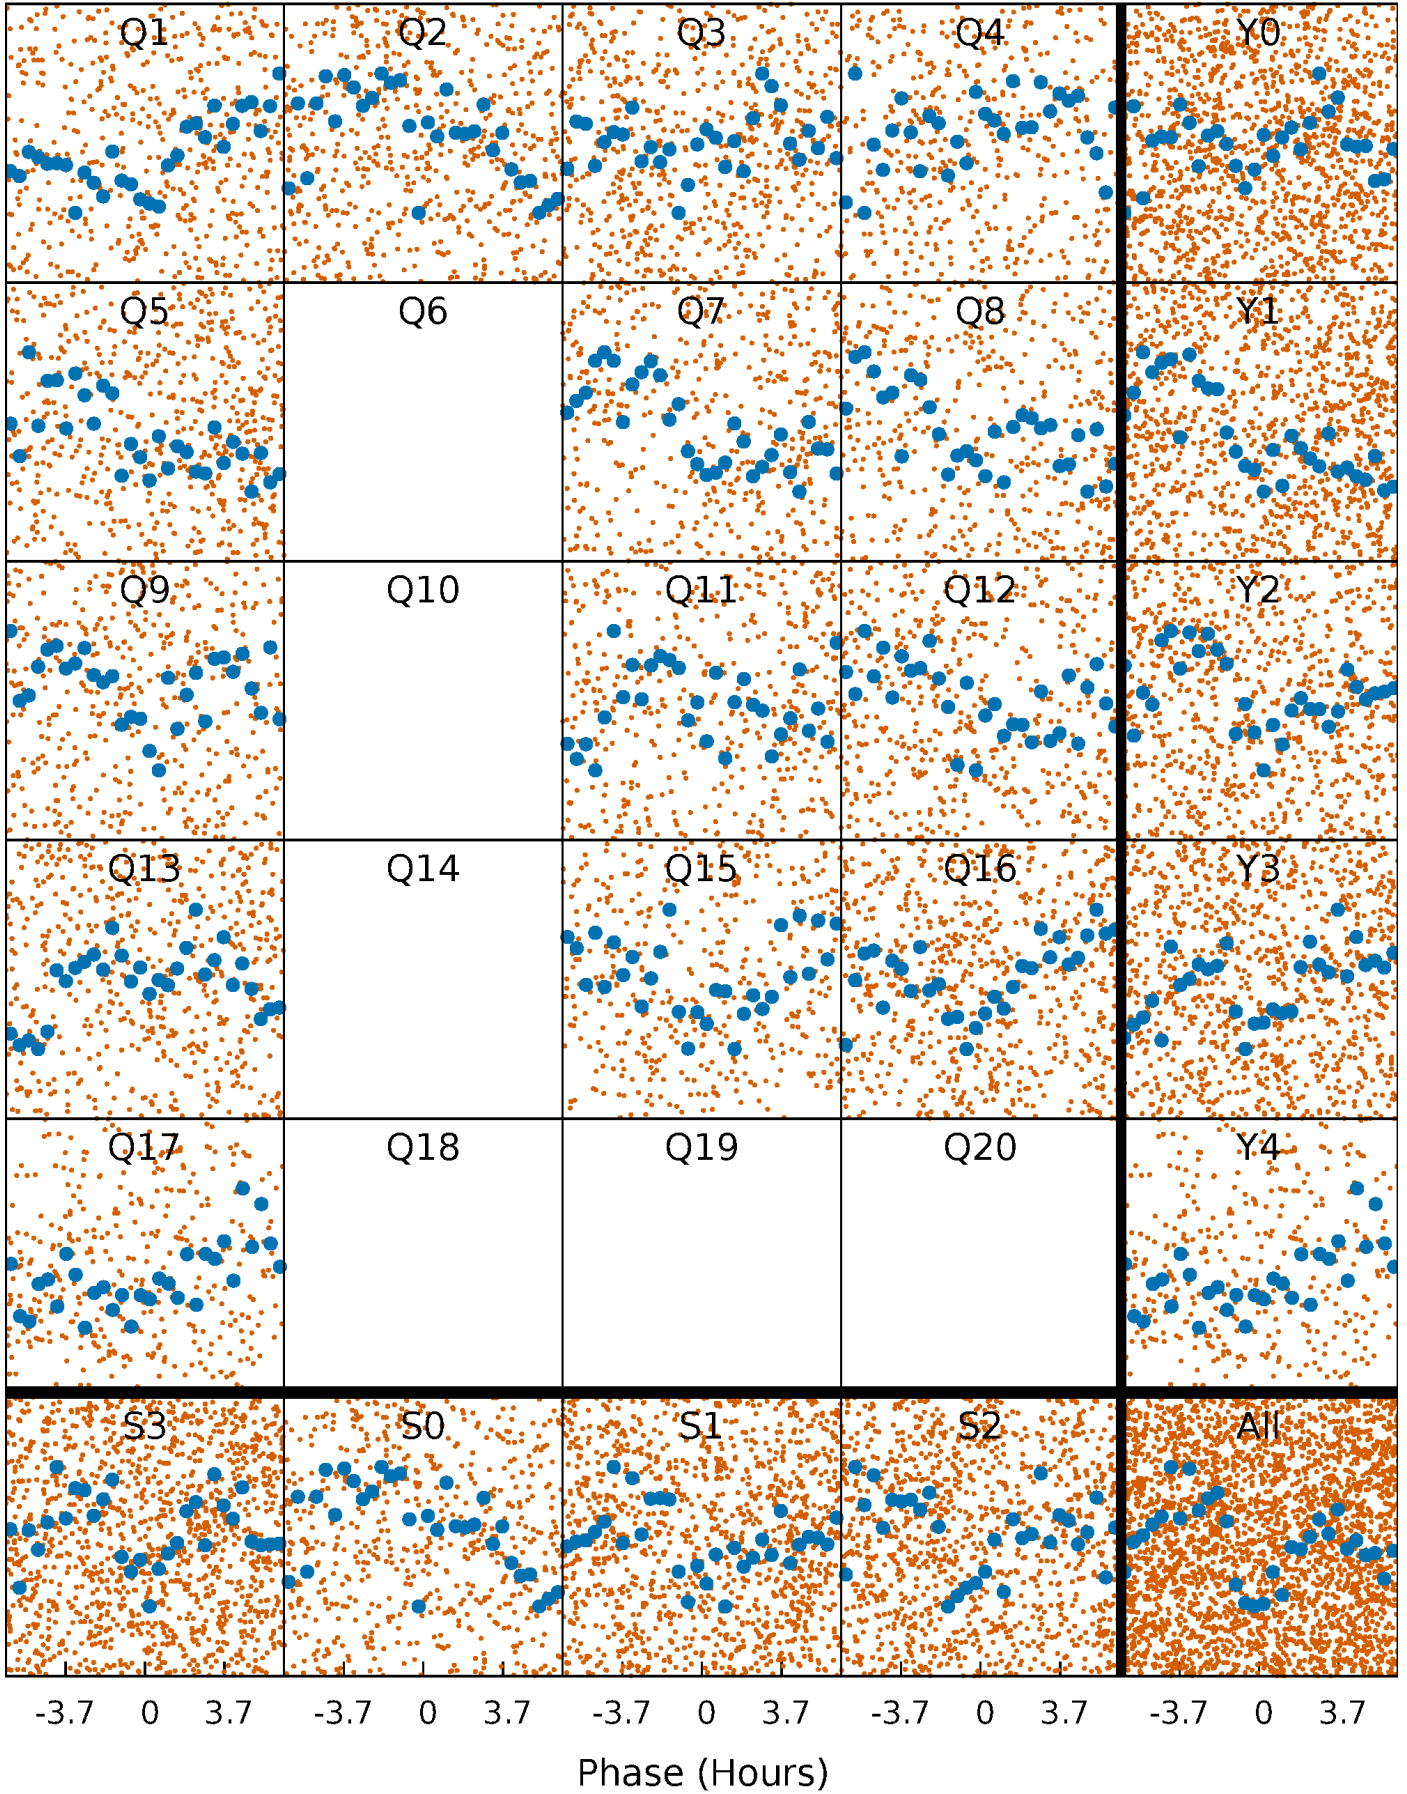 Q1 Q2 Q3 Q4 Y0
Q5 Q6 Q7 Q8 Y1
Q9 Q10 Q11 Q12 Y2
Q13 Q14 Q15 Q16 Y3
Q17 Q18 Q19 Q20 Y4
S3 S0 S1 S2 All
-3.7 0 3.7 -3.7 0 3.7 -3.7 0 3.7 -3.7 0 3.7 -3.7 0 3.7
Phase (Hours)